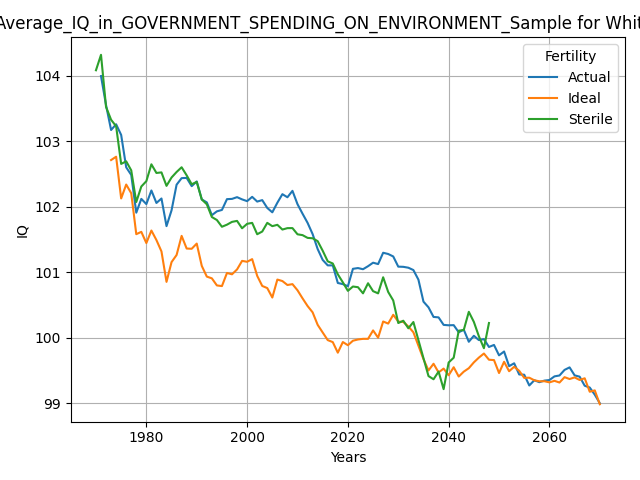 Average_IQ_in_GOVERNMENT_SPENDING_ON_ENVIRONMENT_Sample for Whit
Fertility
Actual
Ideal
Sterile
104
103
102
101
100
99
IQ
1980 2000 2020 2040 2060
Years